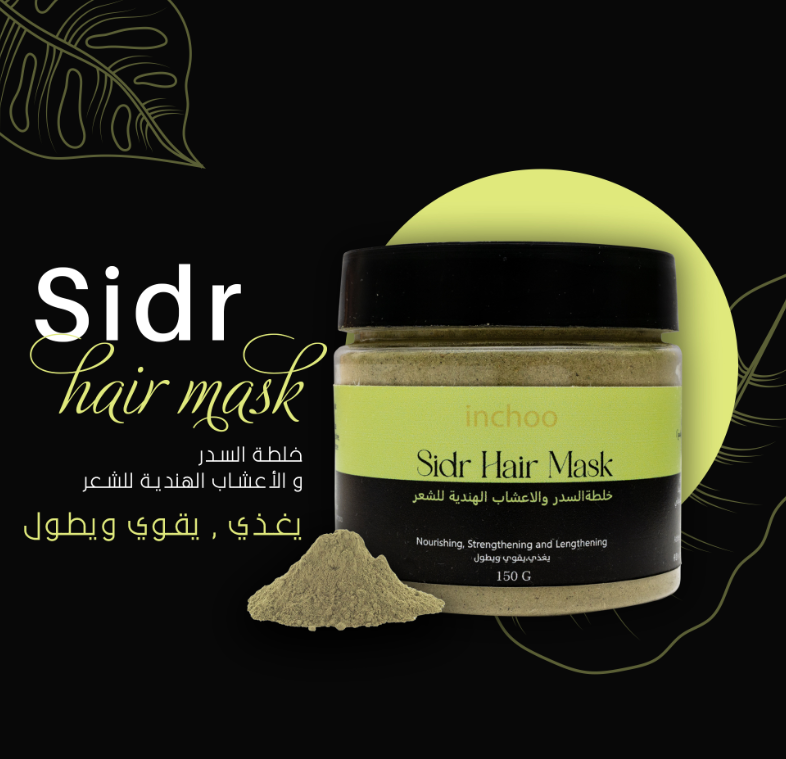 Sidr
hair mask
خلطة السدر
و الأعشاب الهندية للشعر
يغذي , يقوي ويطول
inchoo
Sidr Hair Mask
خلطةالسدر والاعشاب الهندية للشعر
Nourishing, Strengthening and Lengthening
يغذي،يقوي ويطول
150 G